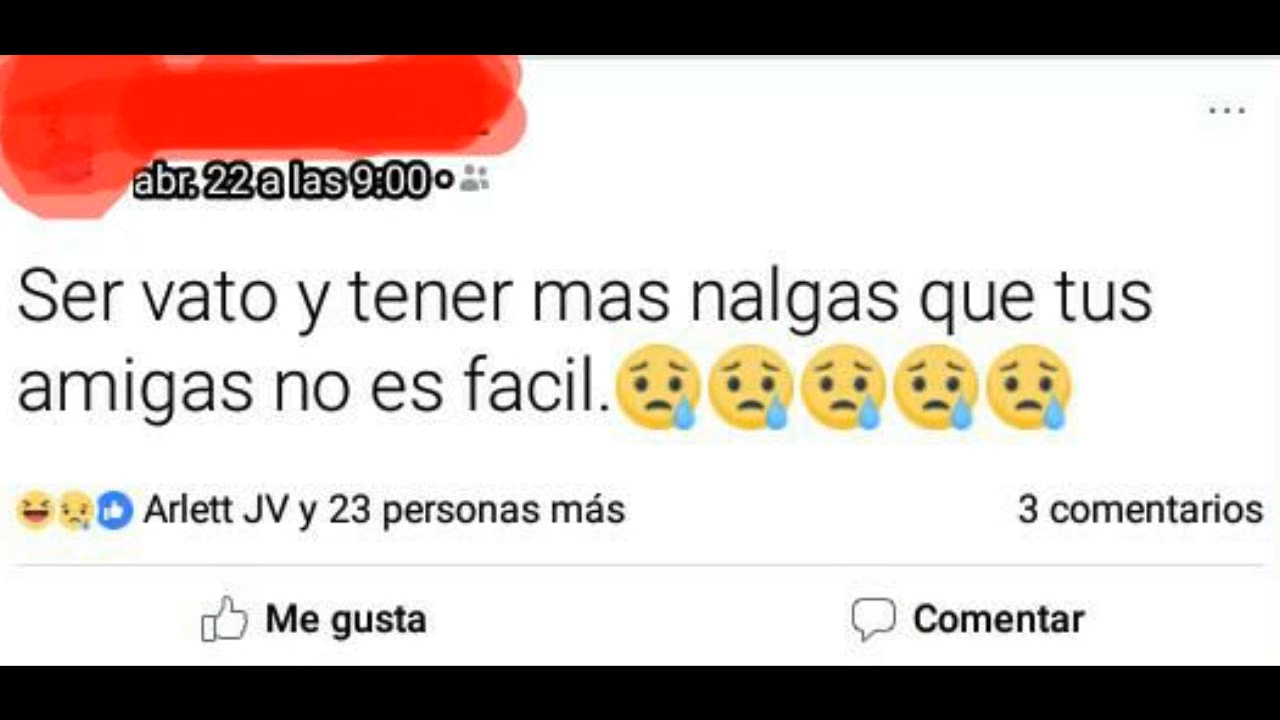 abr. 22 a las 9:00
Ser vato y tener mas nalgas que tus
amigas no es facil.😢😢😢😢😢
Arlett JV y 23 personas más
3 comentarios
Me gusta
Comentar